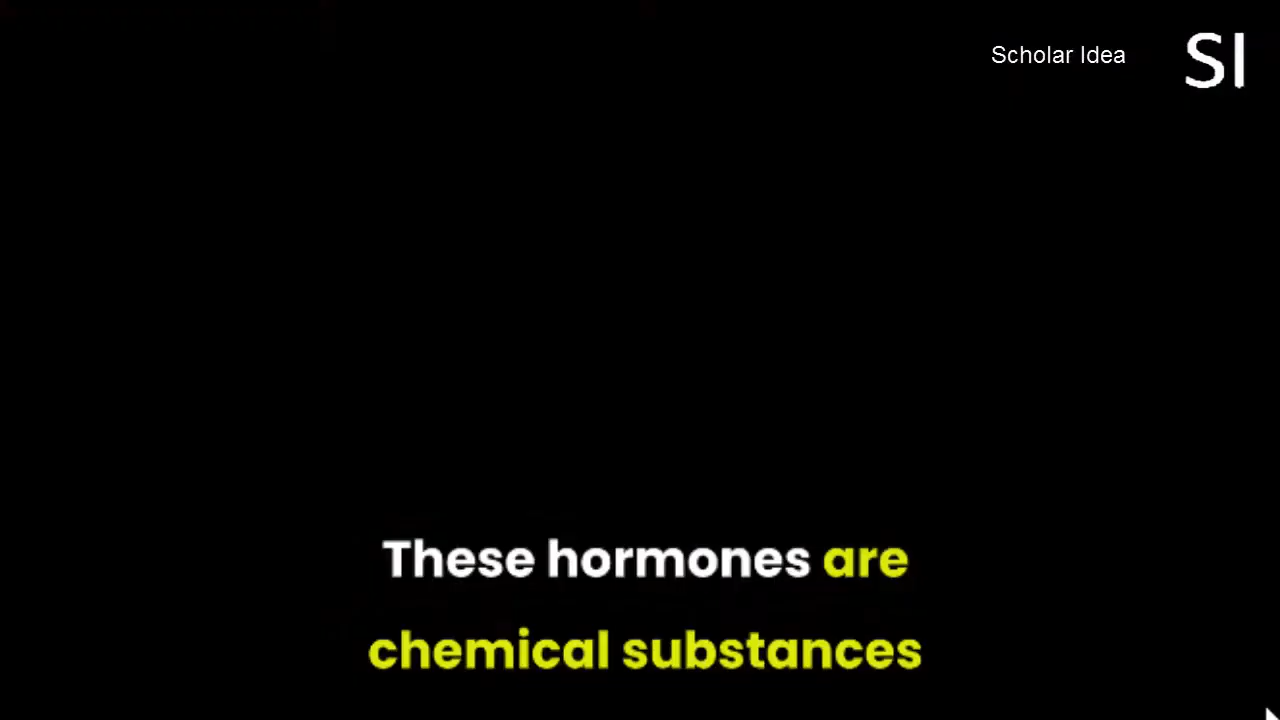 Scholar Idea
SI
These hormones are
chemical substances